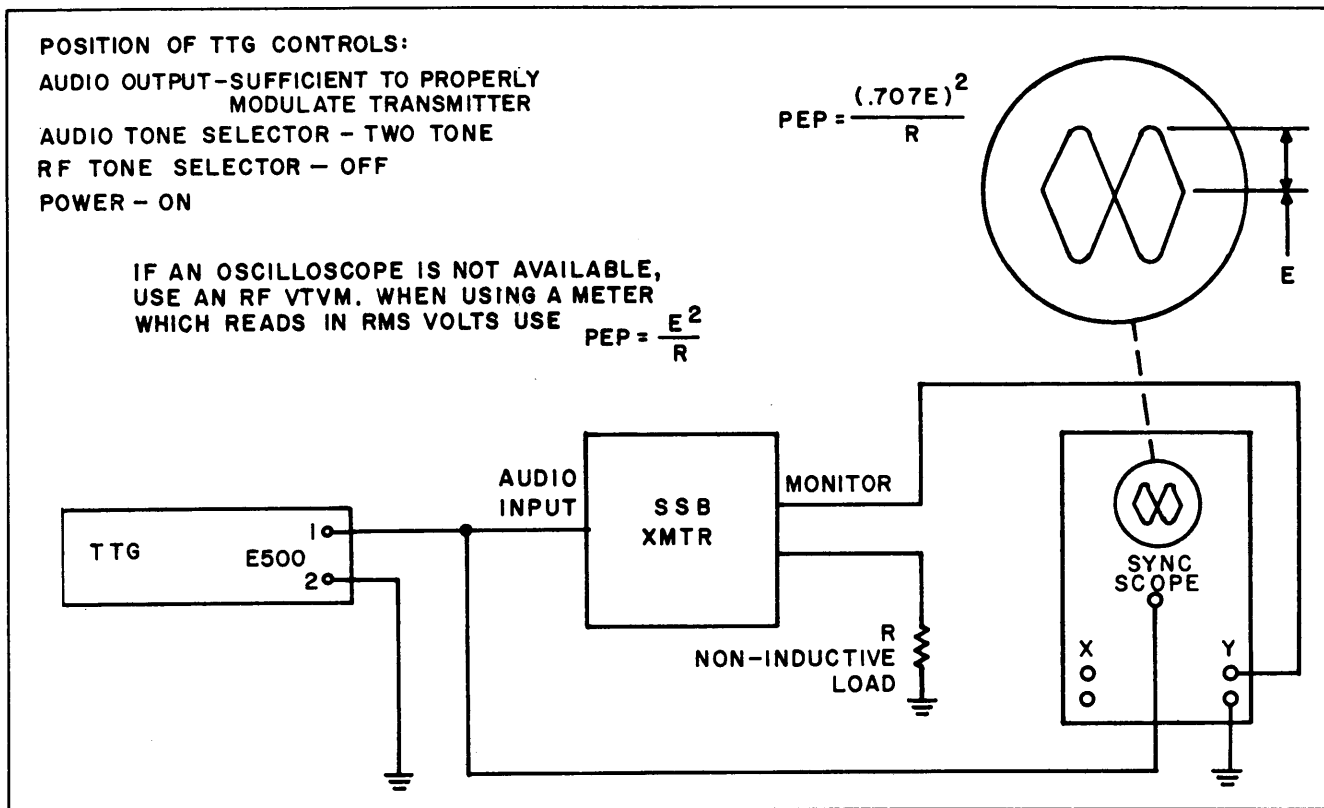 POSITION OF TTG CONTROLS:
AUDIO OUTPUT-SUFFICIENT TO PROPERLY
MODULATE TRANSMITTER
AUDIO TONE SELECTOR - TWO TONE
RF TONE SELECTOR - OFF
POWER - ON
PEP = (.707E)² / R
E
IF AN OSCILLOSCOPE IS NOT AVAILABLE,
USE AN RF VTVM. WHEN USING A METER
WHICH READS IN RMS VOLTS USE PEP = E² / R
TTG
E500
1
2
AUDIO
INPUT
SSB
XMTR
MONITOR
R
NON-INDUCTIVE
LOAD
SYNC
SCOPE
X
Y